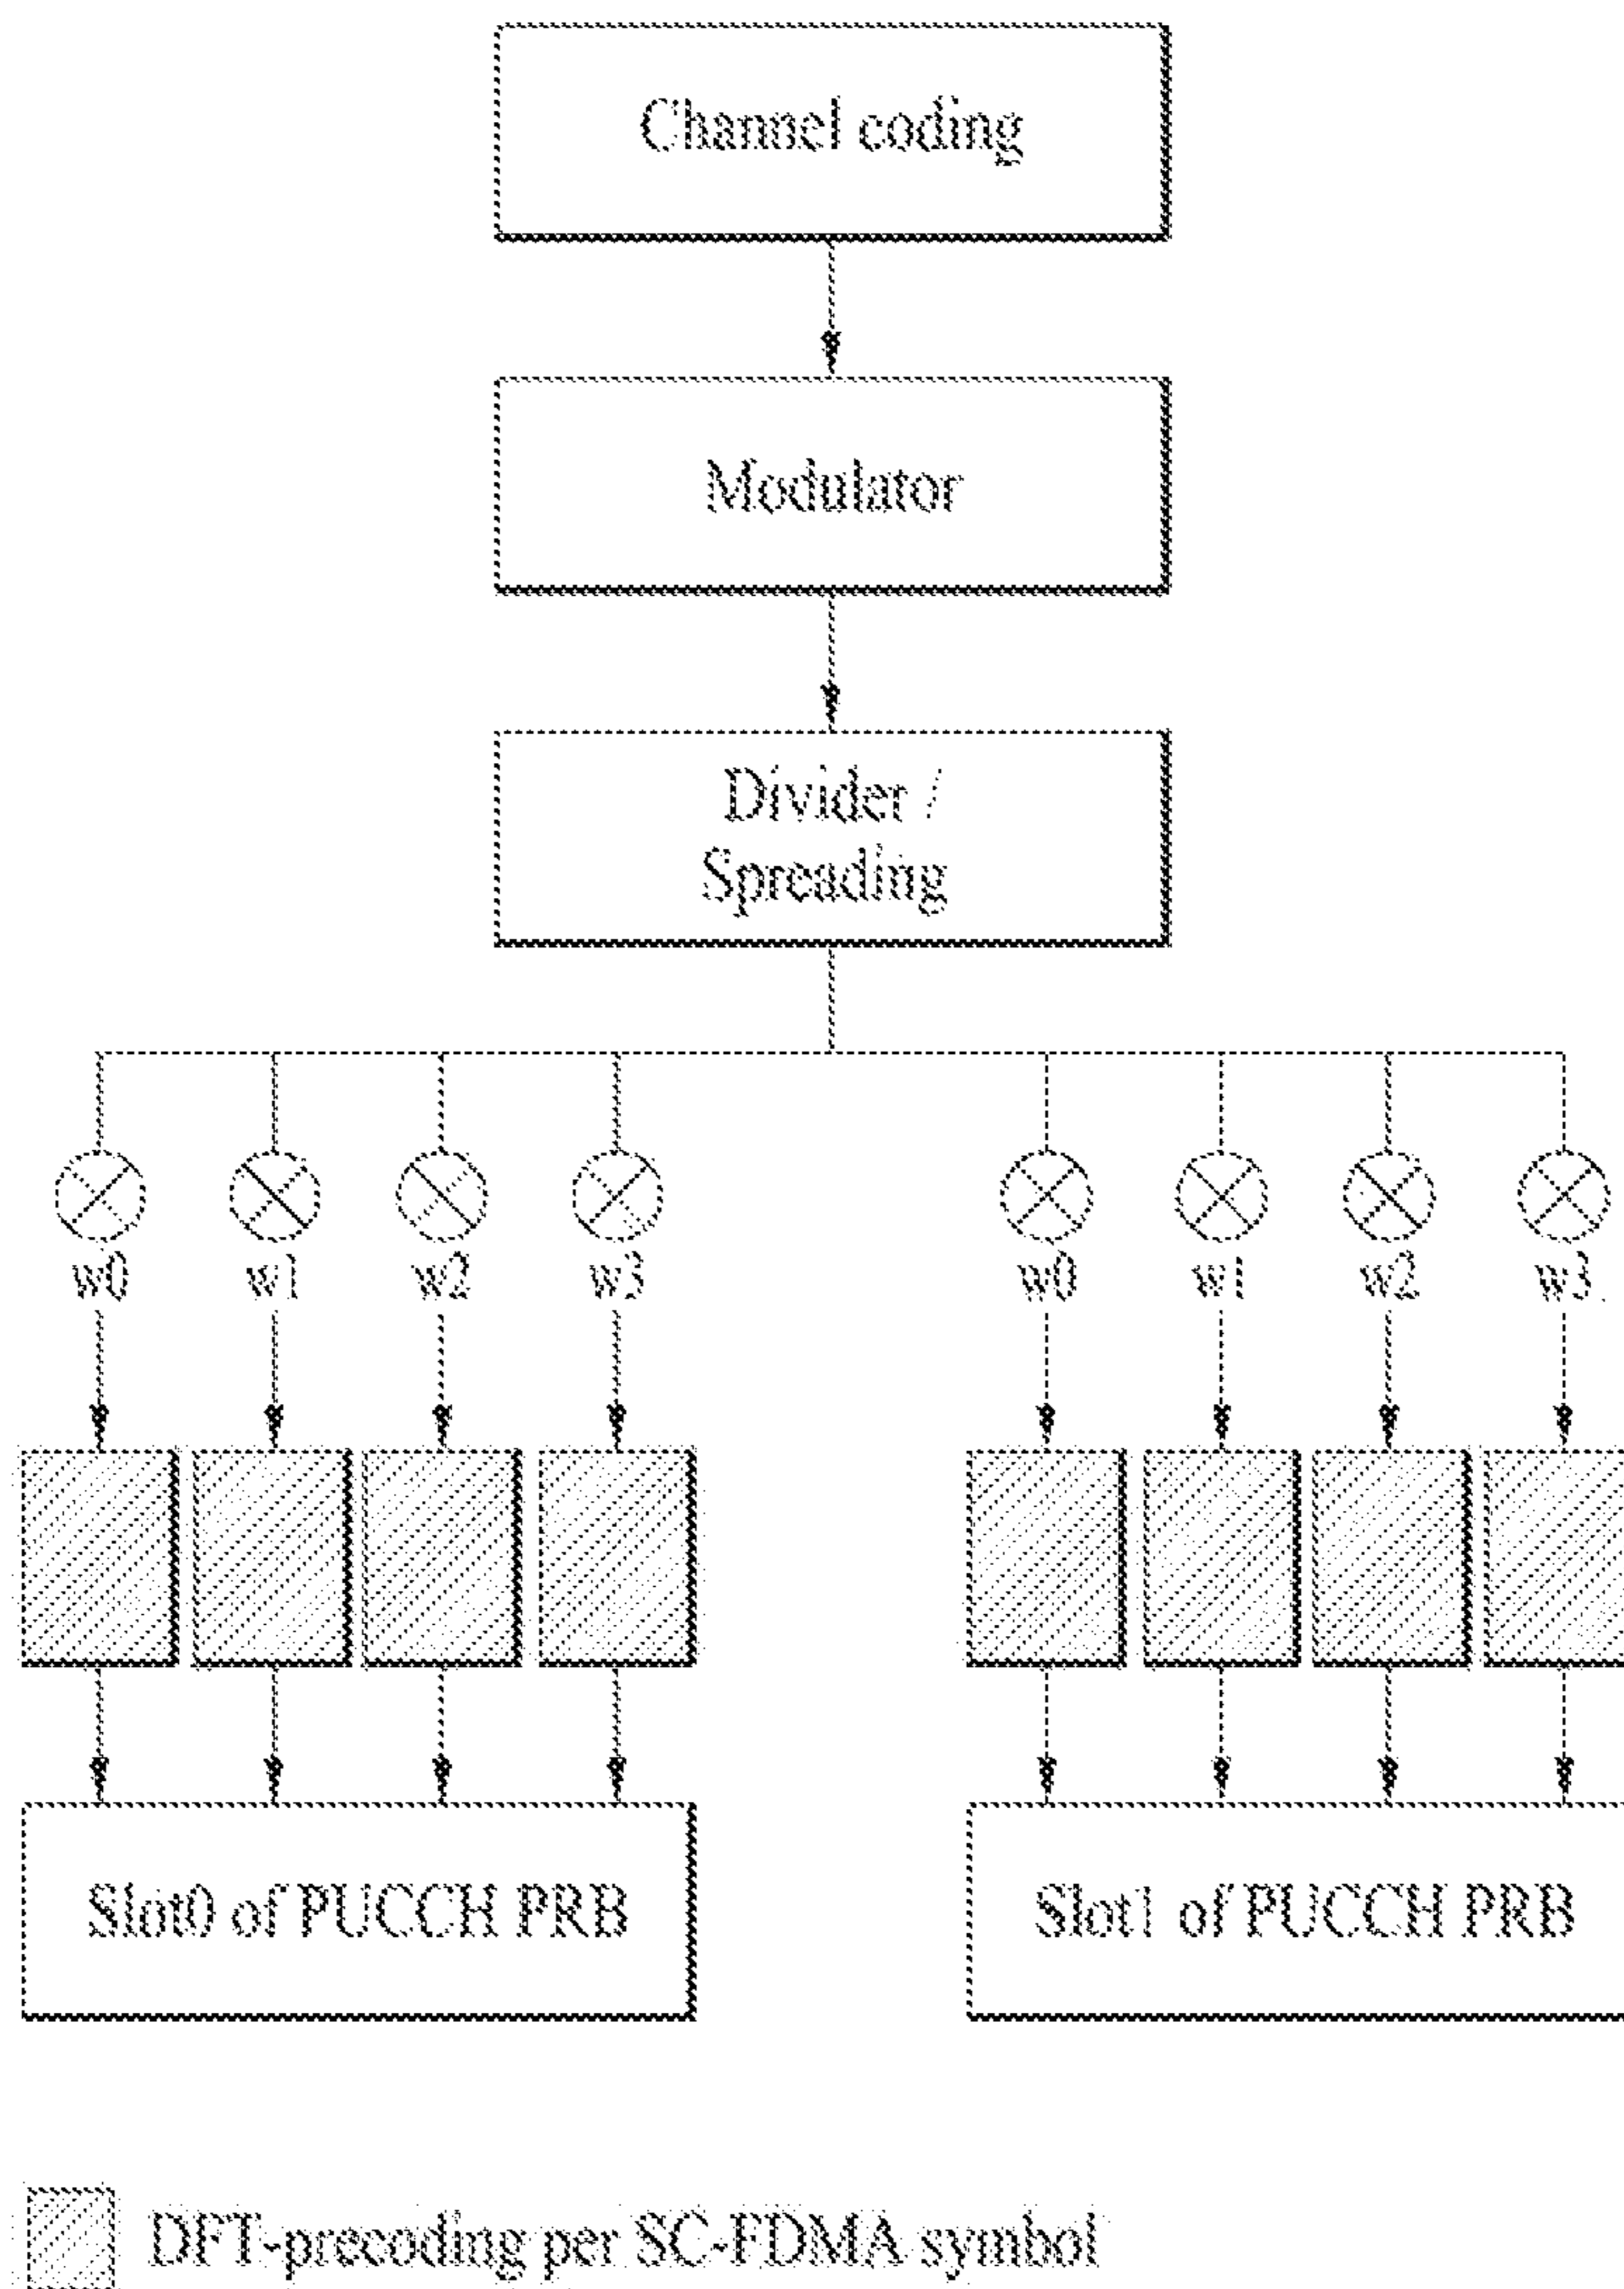 Channel coding
Modulator
Divider /
Spreading
w0 w1 w2 w3 w0 w1 w2 w3
Slot0 of PUCCH PRB Slot1 of PUCCH PRB
DFT-precoding per SC-FDMA symbol